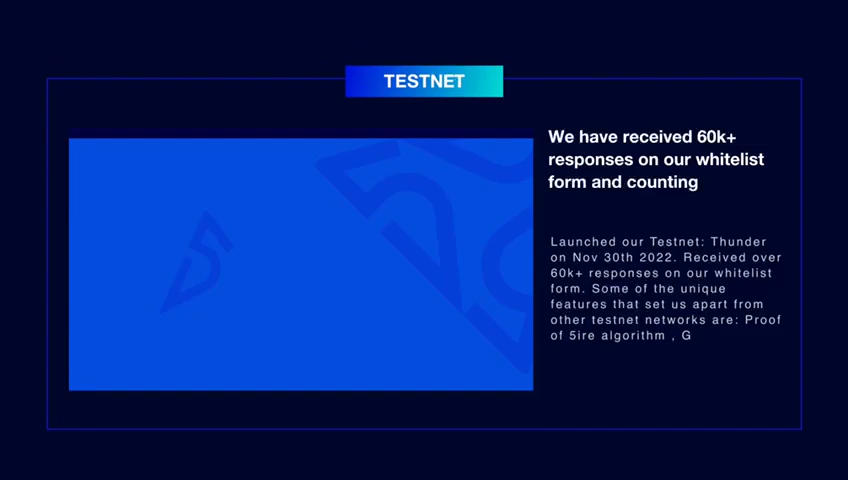 TESTNET
We have received 60k+
responses on our whitelist
form and counting
Launched our Testnet: Thunder
on Nov 30th 2022. Received over
60k+ responses on our whitelist
form. Some of the unique
features that set us apart from
other testnet networks are: Proof
of 5ire algorithm , G